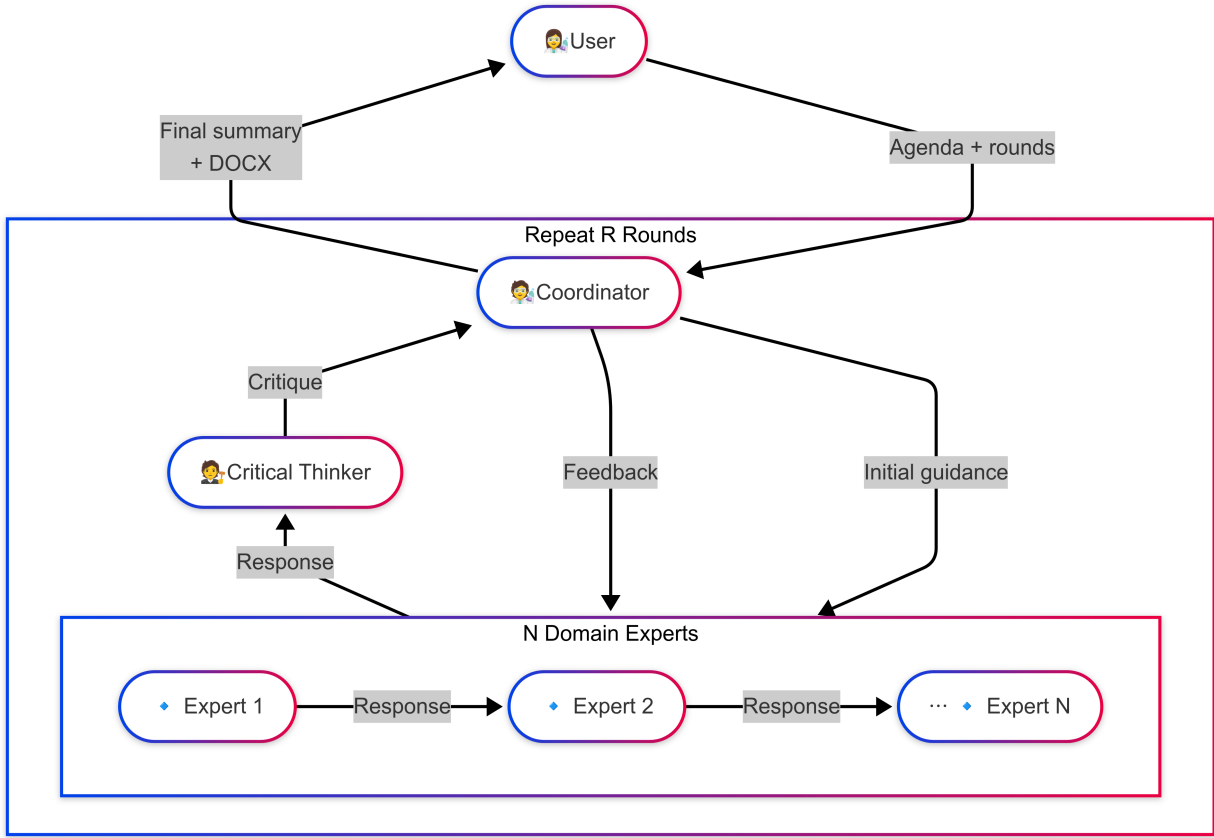 👩‍🔬User
Final summary
+ DOCX
Agenda + rounds
Repeat R Rounds
🧑‍🔬Coordinator
Critique
🧑‍⚖️Critical Thinker
Feedback
Initial guidance
Response
N Domain Experts
🔹 Expert 1
Response
🔹 Expert 2
Response
⋯ 🔹 Expert N